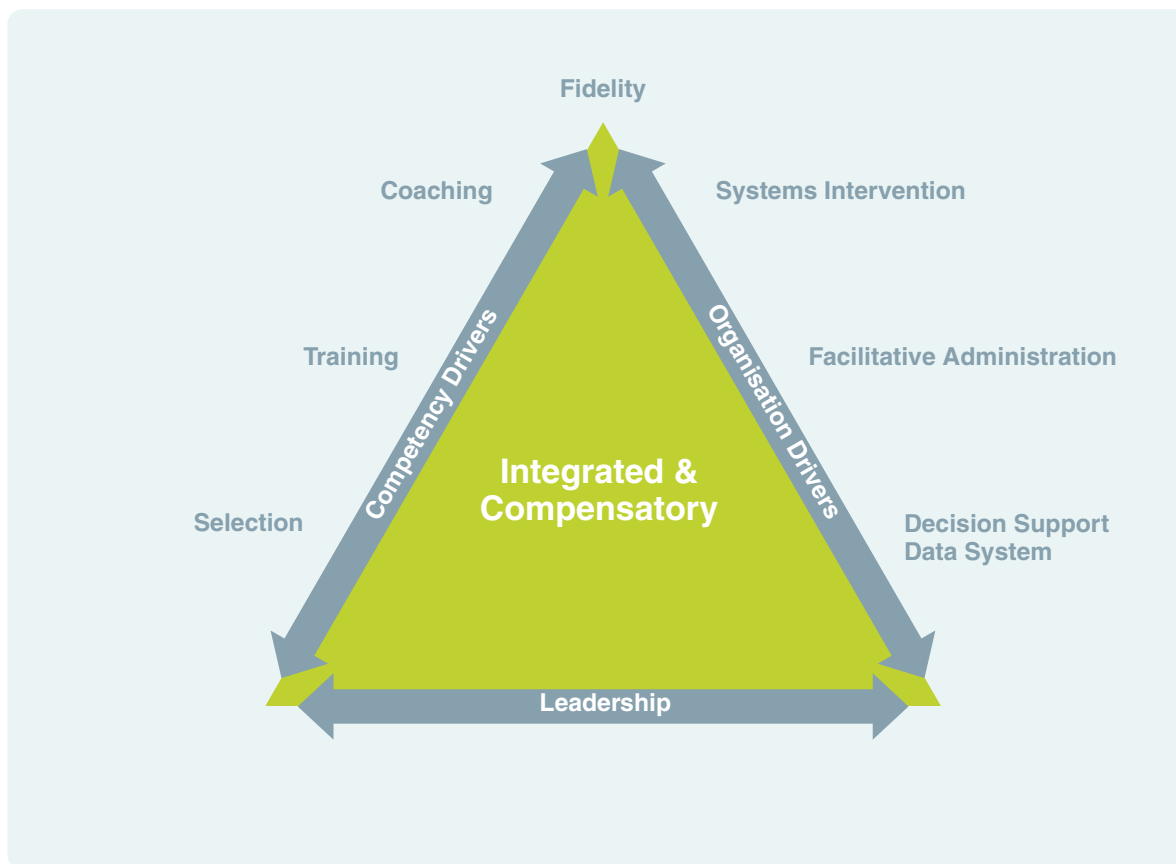 Fidelity
Coaching
Systems Intervention
Training
Competency Drivers
Organisation Drivers
Facilitative Administration
Integrated &
Compensatory
Selection
Decision Support
Data System
Leadership